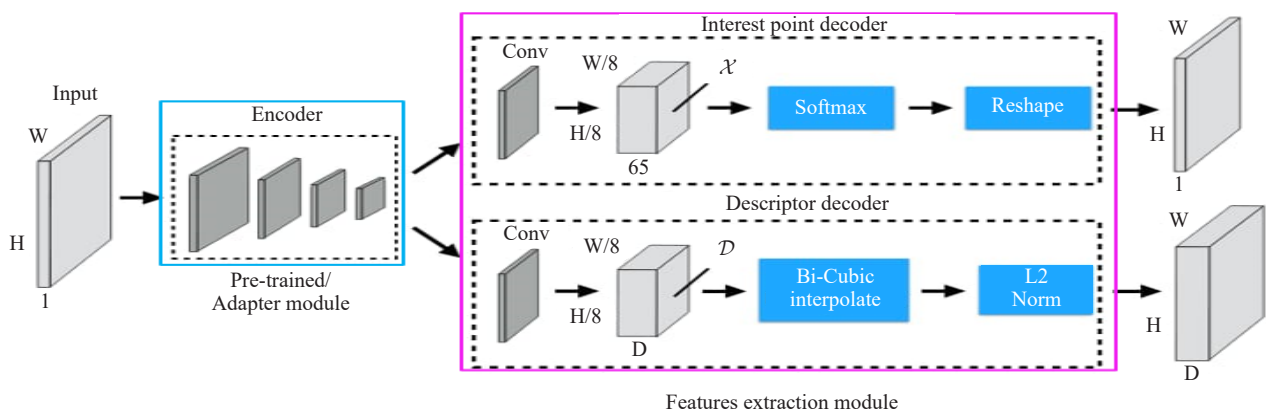 Input
W
H
1
Encoder
Pre-trained/
Adapter module
Interest point decoder
Conv
W/8
H/8
65
𝒳
Softmax
Reshape
W
H
1
Descriptor decoder
Conv
W/8
H/8
D
𝒟
Bi-Cubic
interpolate
L2
Norm
W
H
D
Features extraction module